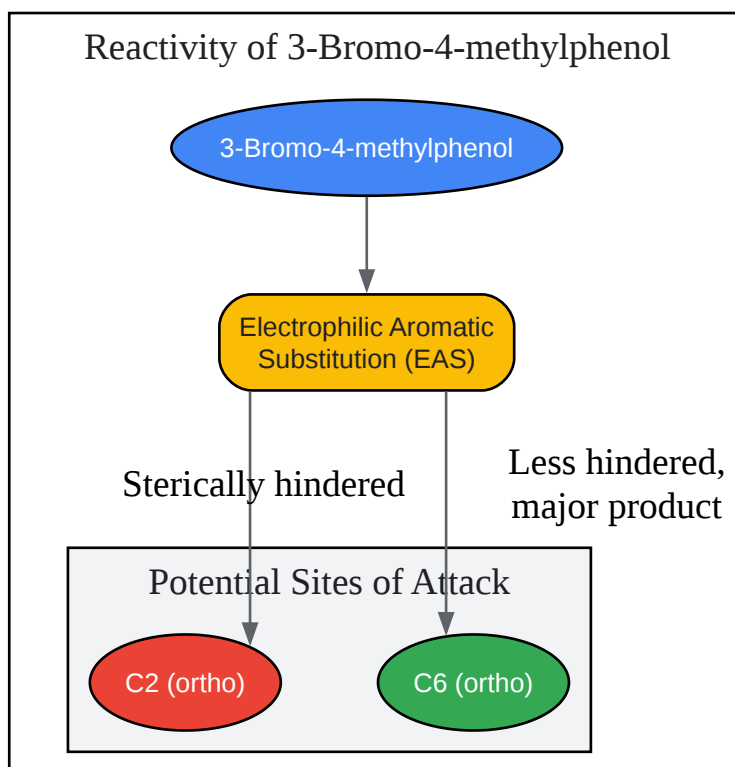 Reactivity of 3-Bromo-4-methylphenol
3-Bromo-4-methylphenol
Electrophilic Aromatic
Substitution (EAS)
Sterically hindered
Less hindered,
major product
Potential Sites of Attack
C2 (ortho)
C6 (ortho)